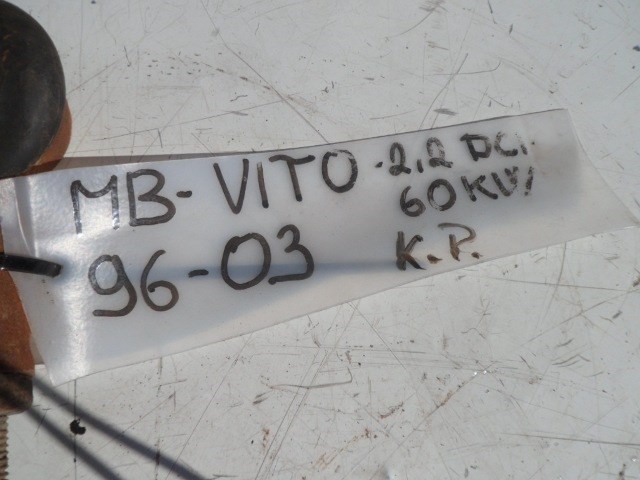 MB-VITO -2,2 DCI
60KW
96-03 K.P.